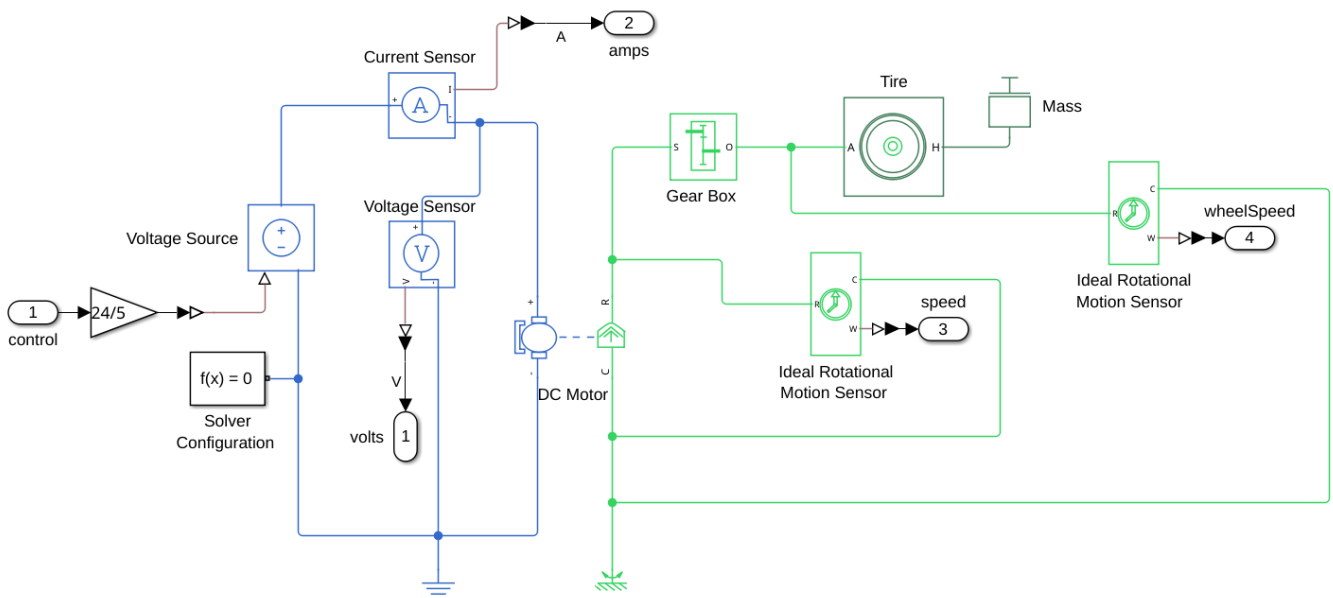 2
A
amps
Current Sensor
+
A
I
-
Tire
Mass
S
O
A
H
Gear Box
Voltage Sensor
+
V
V
-
Voltage Source
+
−
C
R
W
wheelSpeed
4
Ideal Rotational
Motion Sensor
1
control
24/5
C
R
W
speed
3
Ideal Rotational
Motion Sensor
+
-
R
C
DC Motor
f(x) = 0
Solver
Configuration
V
volts
1